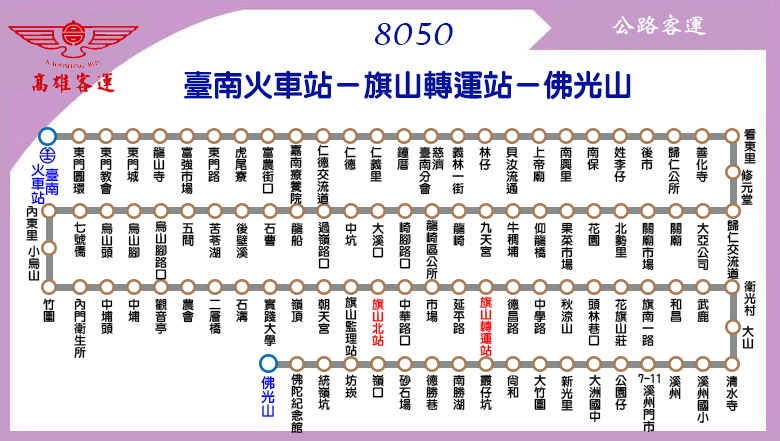 KAOHSIUNG BUS
高雄客運
8050
公路客運
臺南火車站－旗山轉運站－佛光山
臺南火車站
東門圓環
東門教會
東門城
龍山寺
富強市場
東門路
虎尾寮
富農街口
嘉南療養院
仁德交流道
仁德
仁義里
鐘厝
慈濟臺南分會
義林一街
林仔
貝汝流通
上帝廟
南興里
南保
姓李仔
後市
歸仁公所
善化寺
看東里
修元堂
歸仁交流道
大亞公司
關廟
關廟市場
北勢里
花園
果菜市場
仰龍橋
牛稠埔
九天宮
龍崎
龍崎區公所
崎腳路口
大溪口
中坑
過嶺路口
龍船
石曹
後壁溪
苦苓湖
五間
烏山腳路口
烏山腳
烏山頭
七號橋
內東里
小烏山
竹圍
內門衛生所
中埔頭
中埔
觀音亭
農會
二層橋
石溝
實踐大學
嶺頂
朝天宮
旗山監理站
旗山北站
中華路口
市場
延平路
旗山轉運站
德昌路
中學路
秋涼山
頭林巷口
花旗山莊
旗南一路
和昌
武鹿
衛光村
大山
清水寺
溪州國小
溪州
7-11溪州門市
公園仔
大洲國中
新光里
大竹圍
尙和
叢仔坑
南勝湖
德勝巷
砂石場
嶺口
坊崁
統嶺坑
佛陀紀念館
佛光山